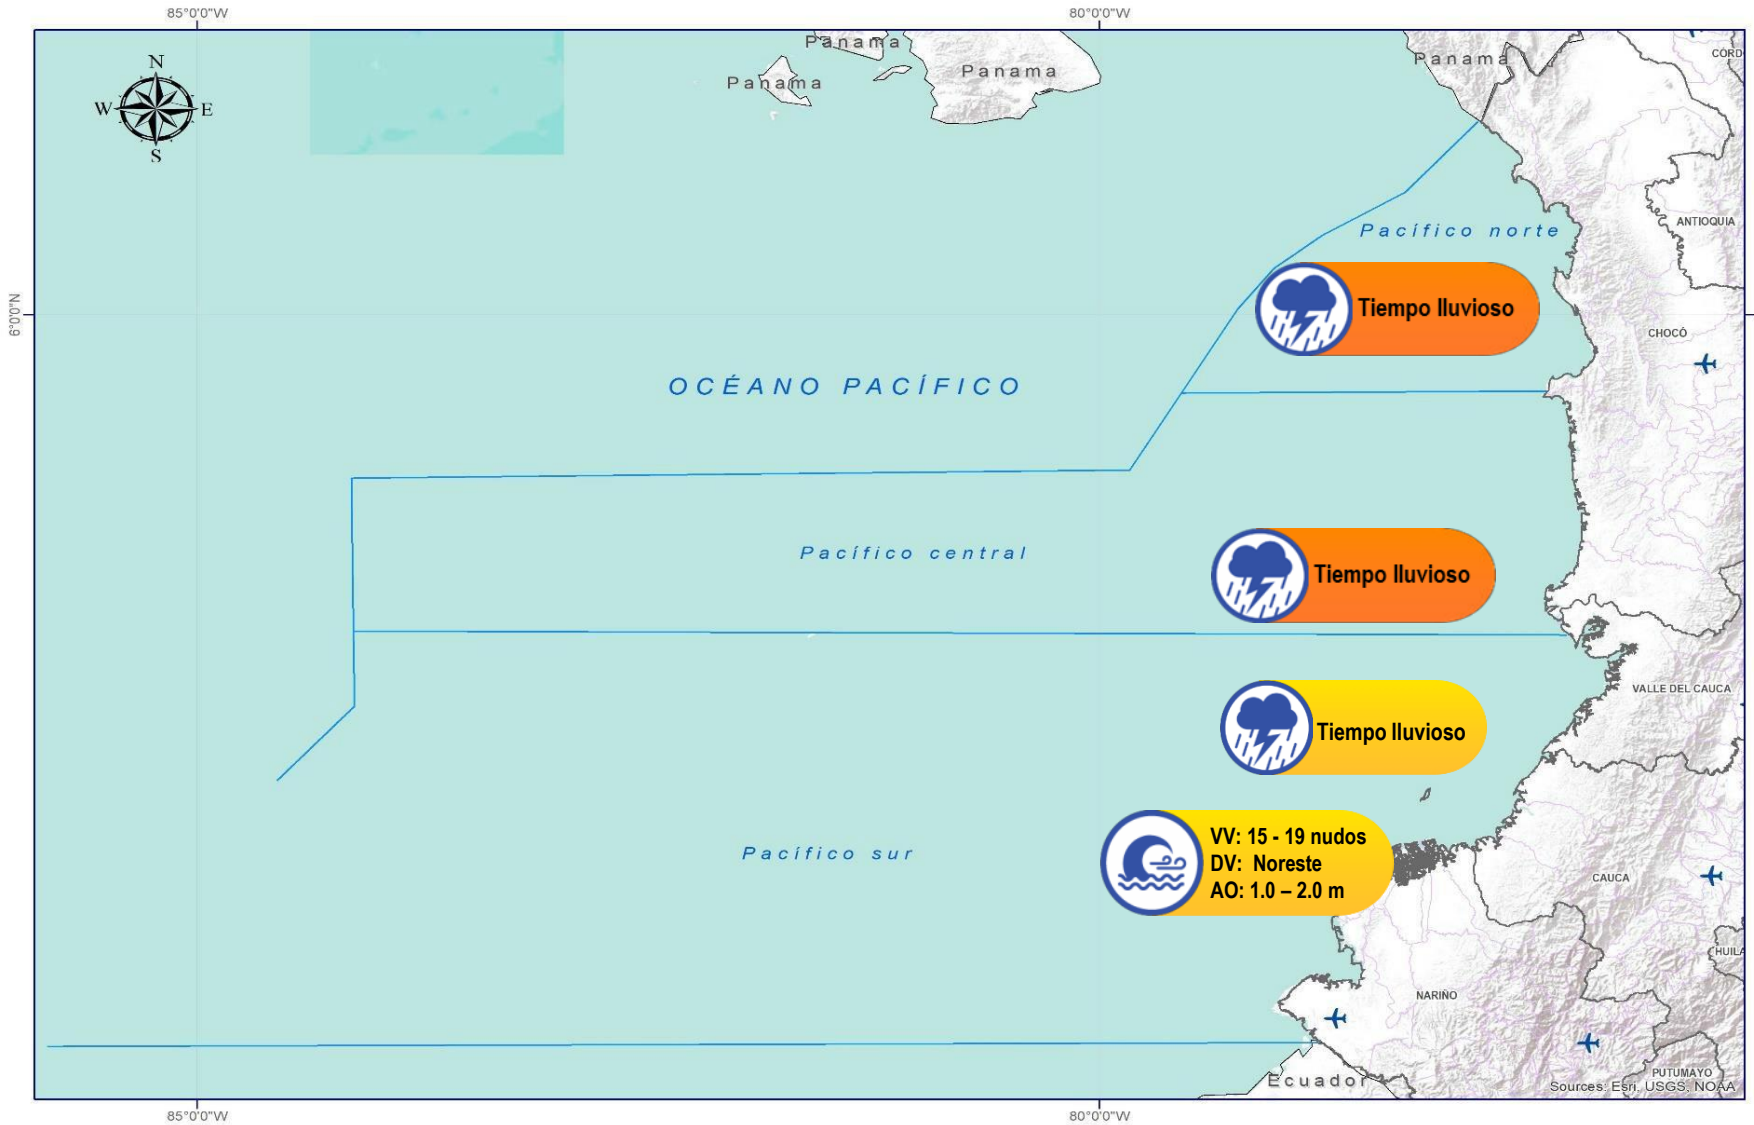 85°0'0"W
80°0'0"W
N
W
E
S
Panama
Panama
Panama
Panama
CORD
Pacífico norte
ANTIOQUIA
6°0'0"N
Tiempo lluvioso
CHOCÓ
OCÉANO PACÍFICO
Pacífico central
Tiempo lluvioso
VALLE DEL CAUCA
Tiempo lluvioso
VV: 15 - 19 nudos
DV: Noreste
AO: 1.0 – 2.0 m
Pacífico sur
CAUCA
HUILA
NARIÑO
PUTUMAYO
Ecuador
Sources: Esri, USGS, NOAA
85°0'0"W
80°0'0"W